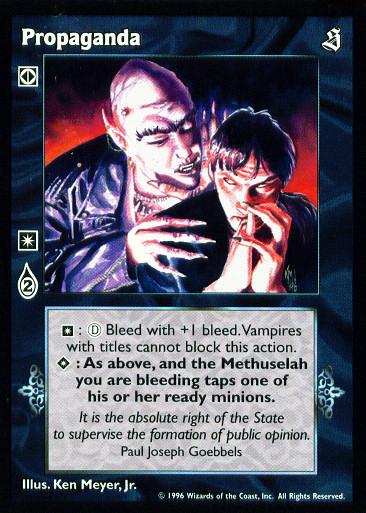 Propaganda
2
: D Bleed with +1 bleed. Vampires
with titles cannot block this action.
: As above, and the Methuselah
you are bleeding taps one of
his or her ready minions.
It is the absolute right of the State
to supervise the formation of public opinion.
Paul Joseph Goebbels
Illus. Ken Meyer, Jr.
© 1996 Wizards of the Coast, Inc. All Rights Reserved.